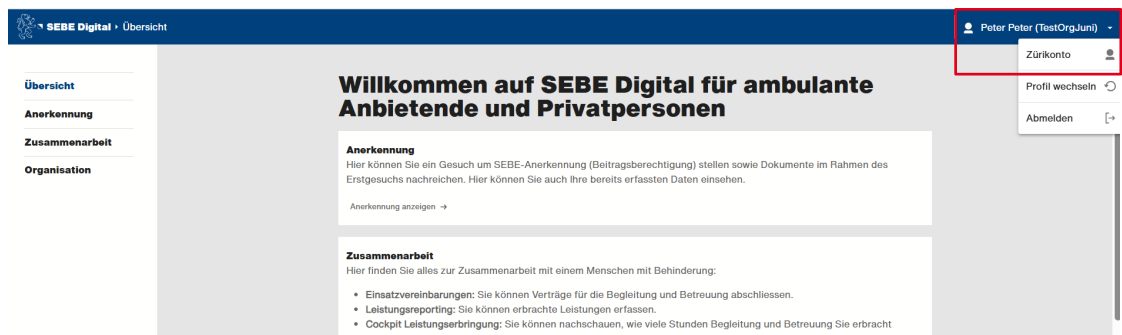 SEBE Digital › Übersicht
Peter Peter (TestOrgJuni)
Zürikonto
Profil wechseln
Abmelden
Übersicht
Anerkennung
Zusammenarbeit
Organisation
Willkommen auf SEBE Digital für ambulante
Anbietende und Privatpersonen
Anerkennung
Hier können Sie ein Gesuch um SEBE-Anerkennung (Beitragsberechtigung) stellen sowie Dokumente im Rahmen des
Erstgesuchs nachreichen. Hier können Sie auch Ihre bereits erfassten Daten einsehen.
Anerkennung anzeigen →
Zusammenarbeit
Hier finden Sie alles zur Zusammenarbeit mit einem Menschen mit Behinderung:
• Einsatzvereinbarungen: Sie können Verträge für die Begleitung und Betreuung abschliessen.
• Leistungsreporting: Sie können erbrachte Leistungen erfassen.
• Cockpit Leistungserbringung: Sie können nachschauen, wie viele Stunden Begleitung und Betreuung Sie erbracht